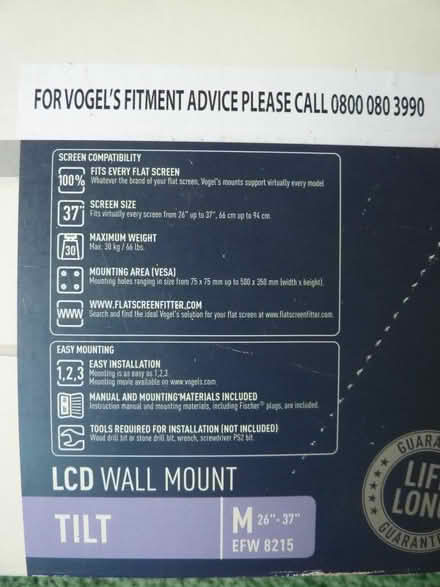 FOR VOGEL'S FITMENT ADVICE PLEASE CALL 0800 080 3990
SCREEN COMPATIBILITY
100%
FITS EVERY FLAT SCREEN
Whatever the brand of your flat screen, Vogel's mounts support virtually every model
37"
SCREEN SIZE
Fits virtually every screen from 26" up to 37", 66 cm up to 94 cm
30
MAXIMUM WEIGHT
Max. 30 kg / 66 lbs.
MOUNTING AREA (VESA)
Mounting holes ranging in size from 75 x 75 mm up to 500 x 350 mm (width x height).
WWW
WWW.FLATSCREENFITTER.COM
Search and find the ideal Vogel's solution for your flat screen at www.flatscreenfitter.com.
EASY MOUNTING
1,2,3
EASY INSTALLATION
Mounting is as easy as 1,2,3.
Mounting movie available on www.vogels.com
MANUAL AND MOUNTING MATERIALS INCLUDED
Instruction manual and mounting materials, including Fischer® plugs, are included.
TOOLS REQUIRED FOR INSTALLATION (NOT INCLUDED)
Wood drill bit or stone drill bit, wrench, screwdriver PS2 bit.
LCD WALL MOUNT
TILT
M 26"-37"
EFW 8215
GUARA
LIF
LON
GUARANT